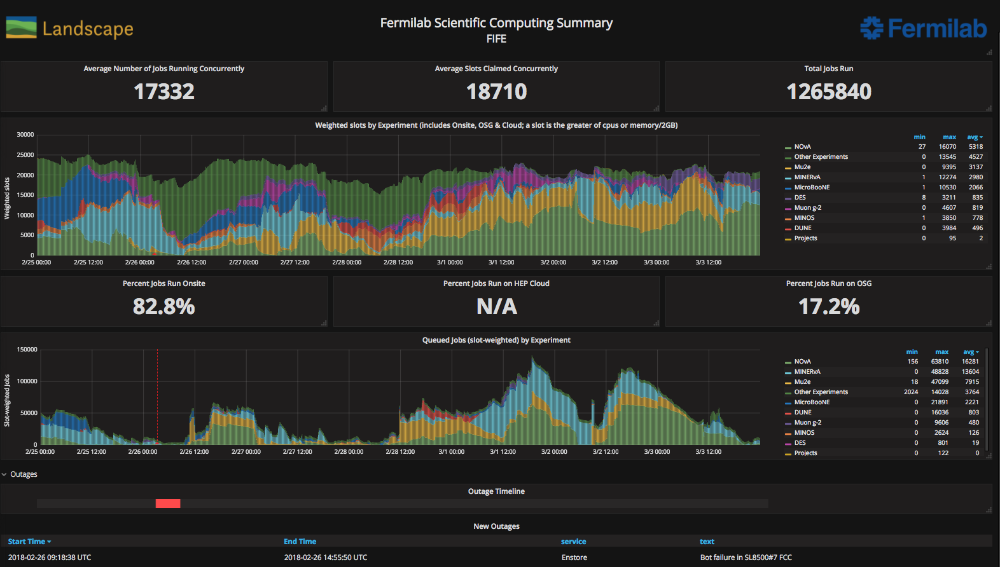 Landscape
Fermilab Scientific Computing Summary
FIFE
Fermilab
Average Number of Jobs Running Concurrently
17332
Average Slots Claimed Concurrently
18710
Total Jobs Run
1265840
Weighted slots by Experiment (includes Onsite, OSG & Cloud; a slot is the greater of cpus or memory/2GB)
Weighted slots
30000
25000
20000
15000
10000
5000
0
2/25 00:00 2/25 12:00 2/26 00:00 2/26 12:00 2/27 00:00 2/27 12:00 2/28 00:00 2/28 12:00 3/1 00:00 3/1 12:00 3/2 00:00 3/2 12:00 3/3 00:00 3/3 12:00
min max avg
NOvA 27 16070 5318
Other Experiments 0 13545 4527
Mu2e 0 9395 3137
MINERvA 1 12274 2980
MicroBooNE 1 10530 2066
DES 8 3211 835
Muon g-2 0 4607 819
MINOS 1 3850 778
DUNE 0 3984 496
Projects 0 95 2
Percent Jobs Run Onsite
82.8%
Percent Jobs Run on HEP Cloud
N/A
Percent Jobs Run on OSG
17.2%
Queued Jobs (slot-weighted) by Experiment
Slot-weighted Jobs
150000
100000
50000
0
2/25 00:00 2/25 12:00 2/26 00:00 2/26 12:00 2/27 00:00 2/27 12:00 2/28 00:00 2/28 12:00 3/1 00:00 3/1 12:00 3/2 00:00 3/2 12:00 3/3 00:00 3/3 12:00
min max avg
NOvA 156 63810 16281
MINERvA 0 48828 13604
Mu2e 18 47099 7915
Other Experiments 2024 14028 3764
MicroBooNE 0 21891 2221
DUNE 0 16036 803
Muon g-2 0 9606 480
MINOS 0 2624 126
DES 0 801 19
Projects 0 122 0
Outages
Outage Timeline
New Outages
Start Time End Time service text
2018-02-26 09:18:38 UTC 2018-02-26 14:55:50 UTC Enstore Bot failure in SL8500#7 FCC